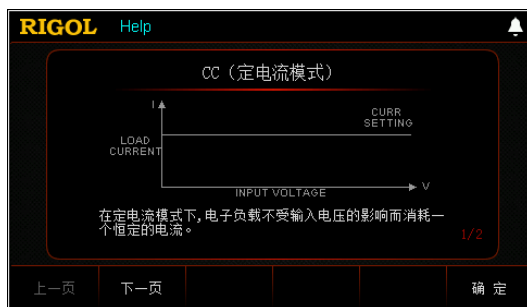 RIGOL Help
CC (定电流模式)
I
CURR
SETTING
LOAD
CURRENT
V
INPUT VOLTAGE
在定电流模式下,电子负载不受输入电压的影响而消耗一
个恒定的电流。
1/2
上一页 下一页 确 定